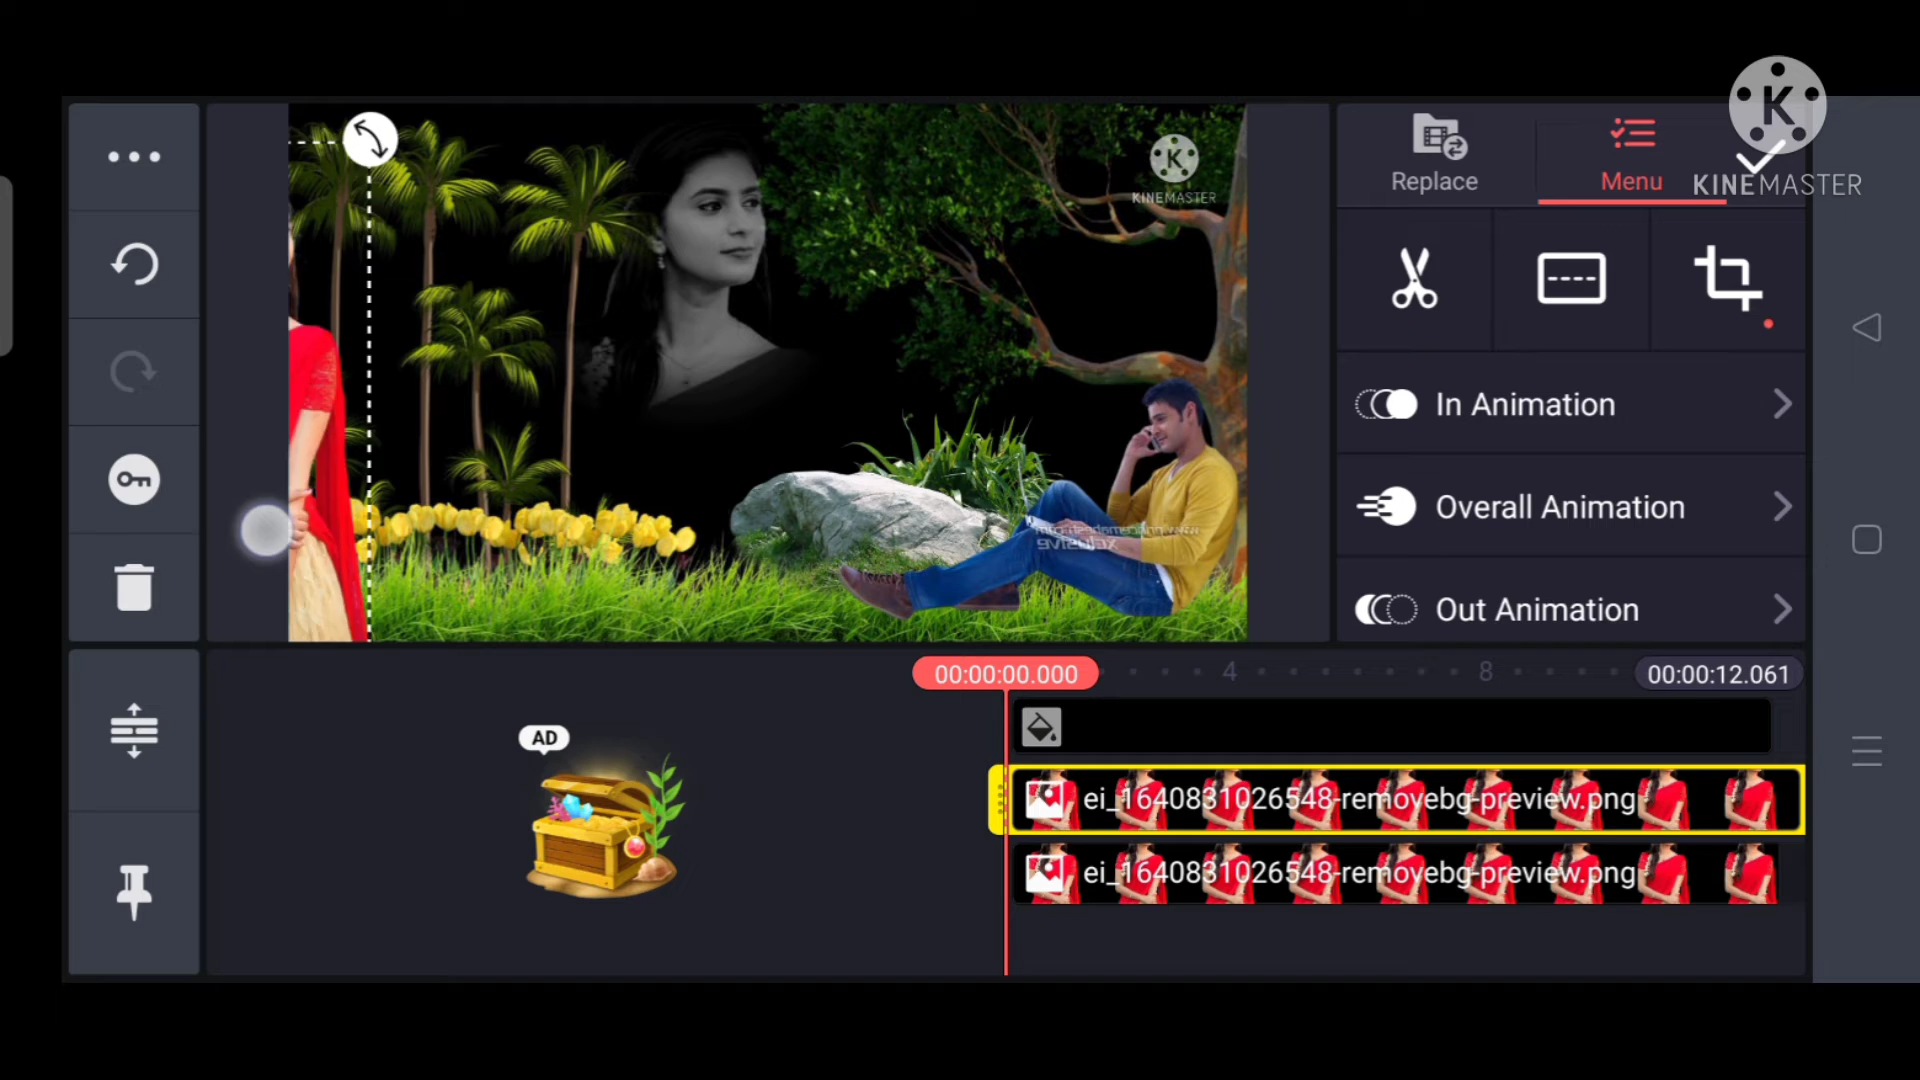 KINEMASTER
Replace
Menu
KINEMASTER
In Animation
Overall Animation
Out Animation
00:00:00.000
4
8
00:00:12.061
AD
ei_1640831026548-removebg-preview.png
ei_1640831026548-removebg-preview.png